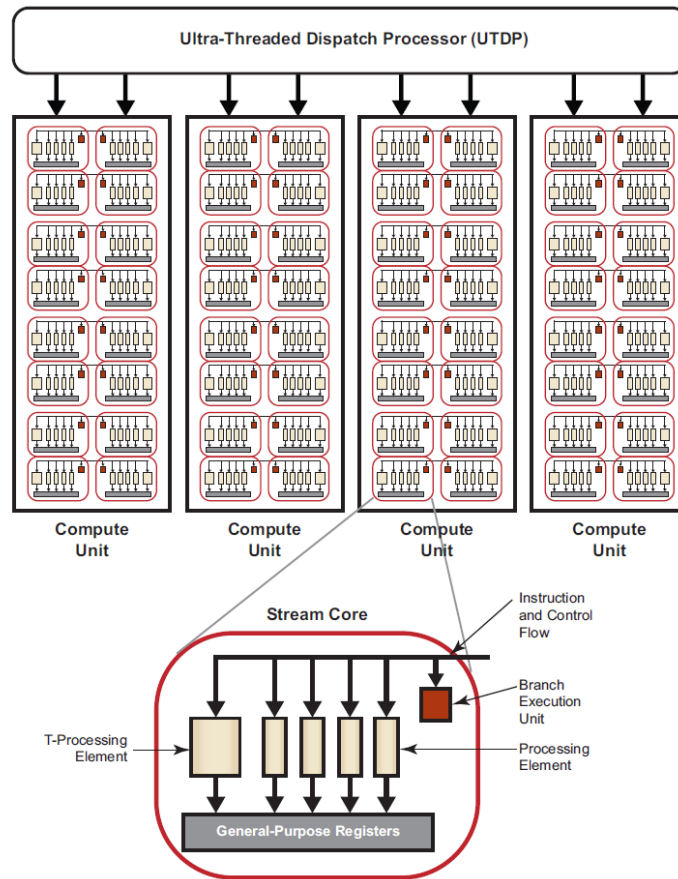 Ultra-Threaded Dispatch Processor (UTDP)
Compute
Unit
Compute
Unit
Compute
Unit
Compute
Unit
Stream Core
Instruction
and Control
Flow
Branch
Execution
Unit
T-Processing
Element
Processing
Element
General-Purpose Registers